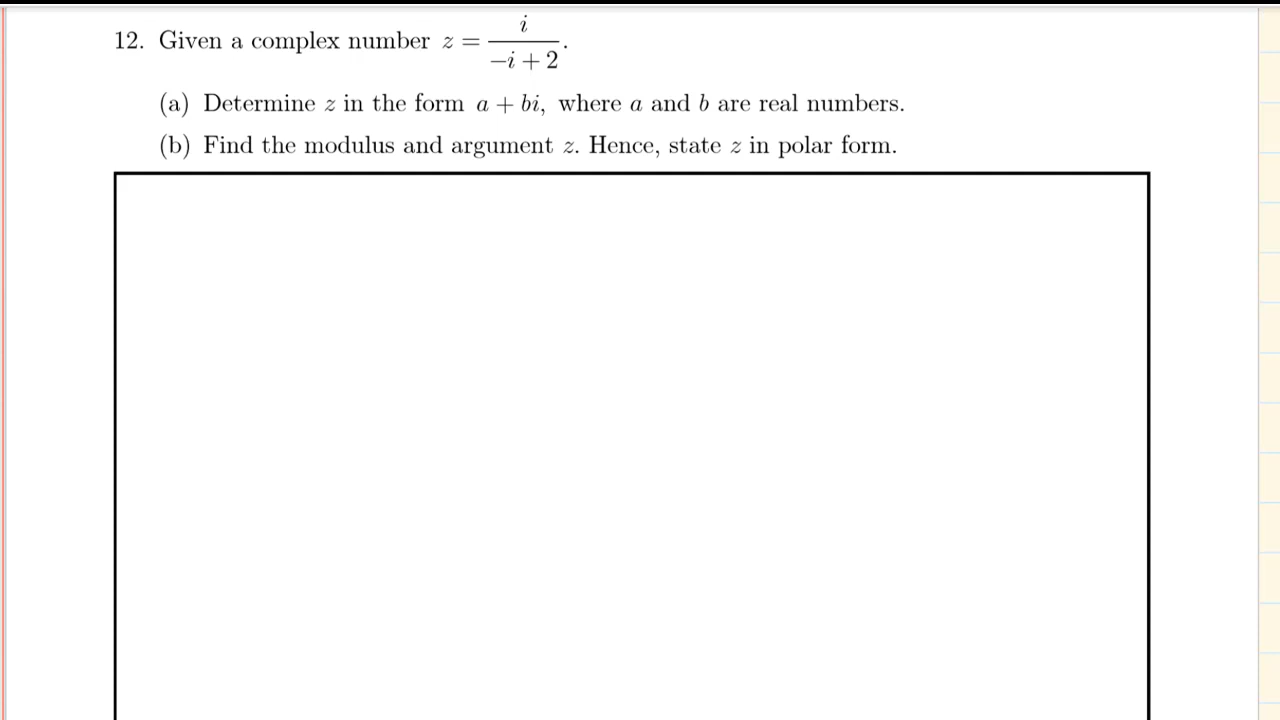 12. Given a complex number z = i/(−i + 2).
(a) Determine z in the form a + bi, where a and b are real numbers.
(b) Find the modulus and argument z. Hence, state z in polar form.